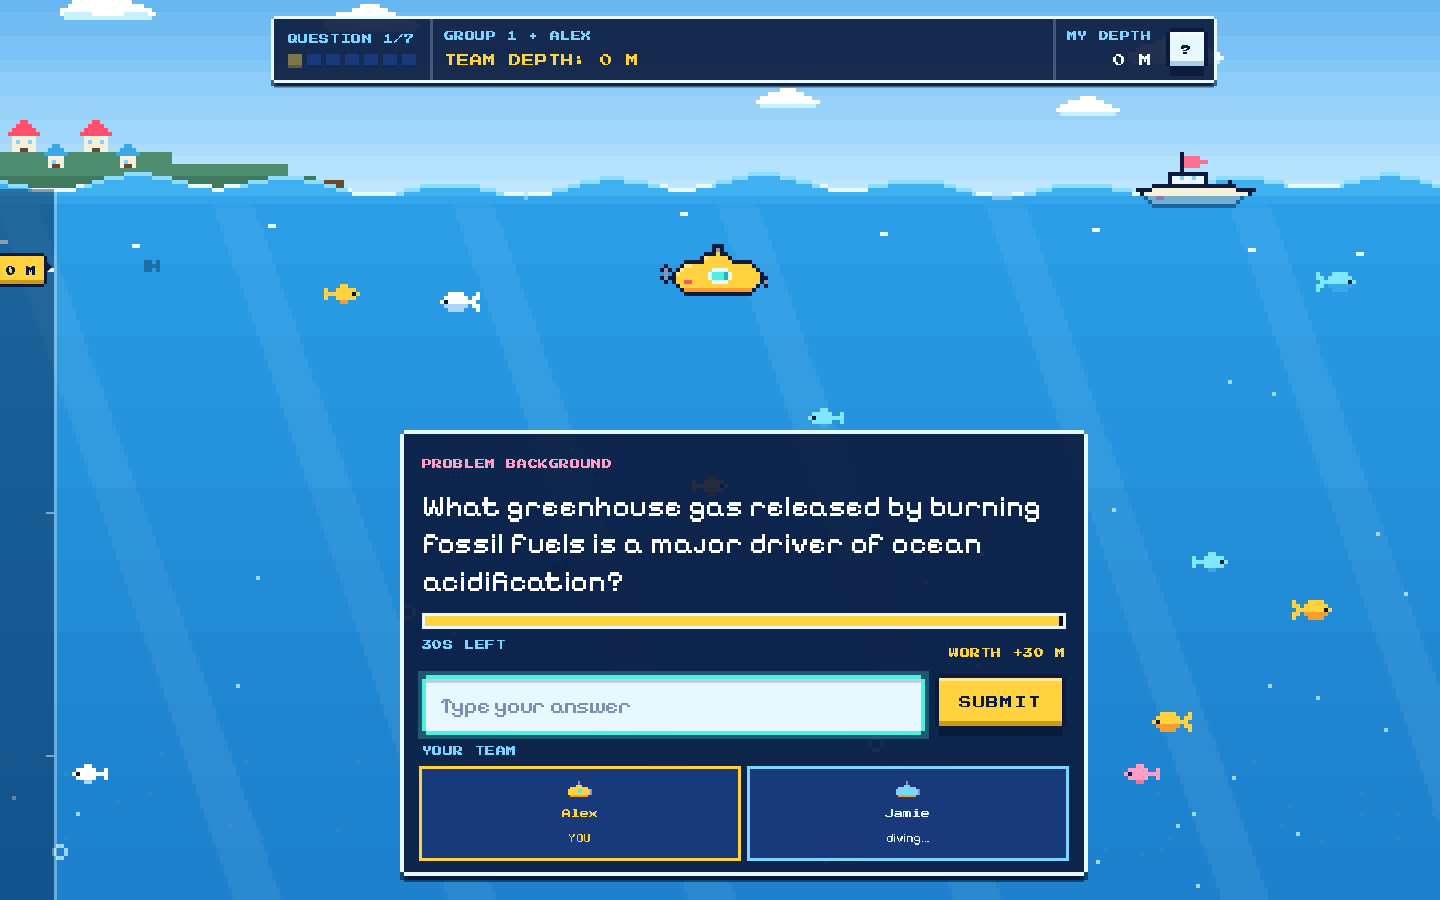 QUESTION 1/7
GROUP 1 + ALEX
TEAM DEPTH: 0 M
MY DEPTH
0 M
?
0 M
PROBLEM BACKGROUND
What greenhouse gas released by burning
fossil fuels is a major driver of ocean
acidification?
30S LEFT
WORTH +30 M
Type your answer
SUBMIT
YOUR TEAM
Alex
YOU
Jamie
diving...